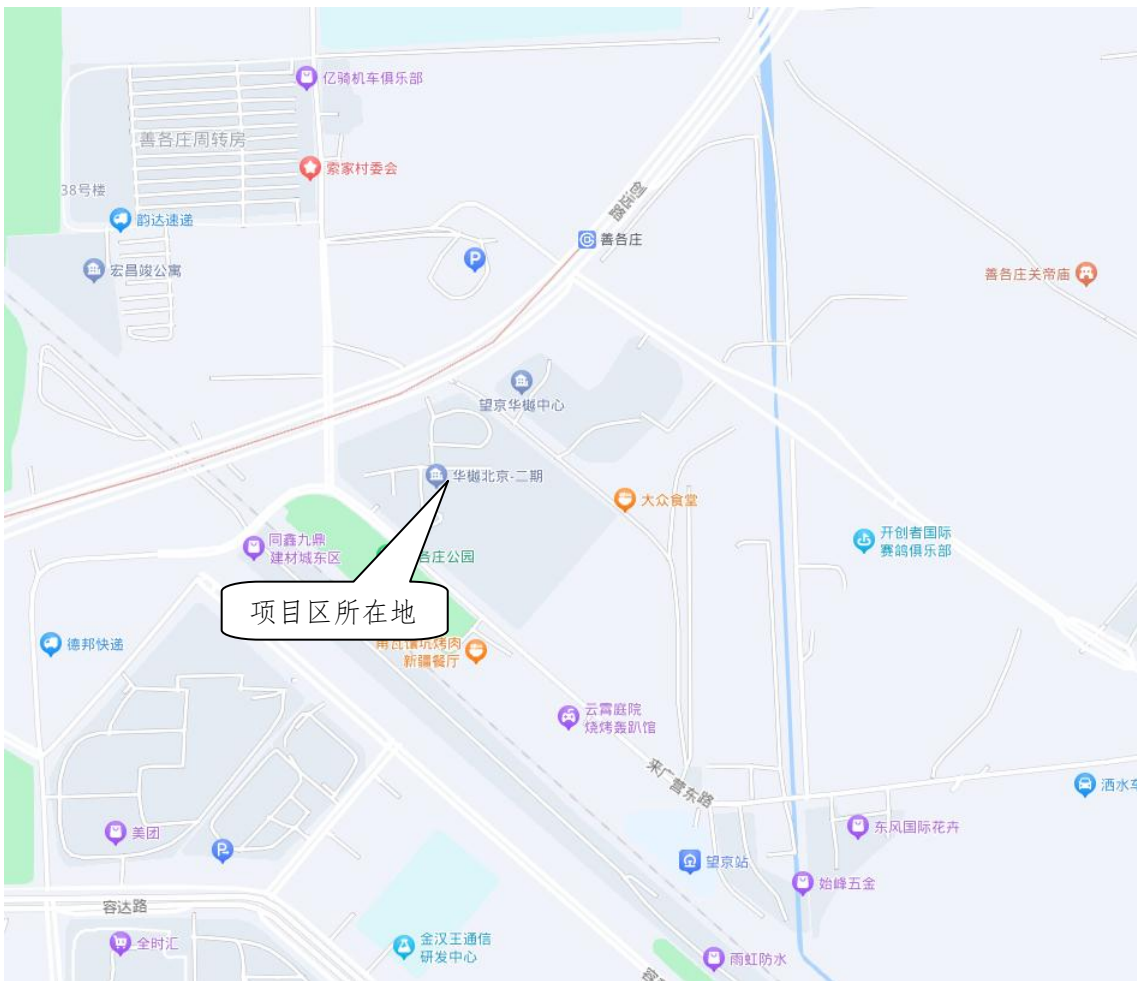 亿骑机车俱乐部
善各庄周转房
索家村委会
38号楼
创远路
韵达速递
善各庄
P
宏昌竣公寓
善各庄关帝庙
望京华樾中心
华樾北京-二期
大众食堂
同鑫九鼎
建材城东区
各庄公园
开创者国际
赛鸽俱乐部
项目区所在地
德邦快递
馕坑烤肉
新疆餐厅
云霄庭院
烧烤轰趴馆
来广营东路
洒水车
美团
P
东风国际花卉
望京站
始峰五金
容达路
全时汇
金汉王通信
研发中心
雨虹防水